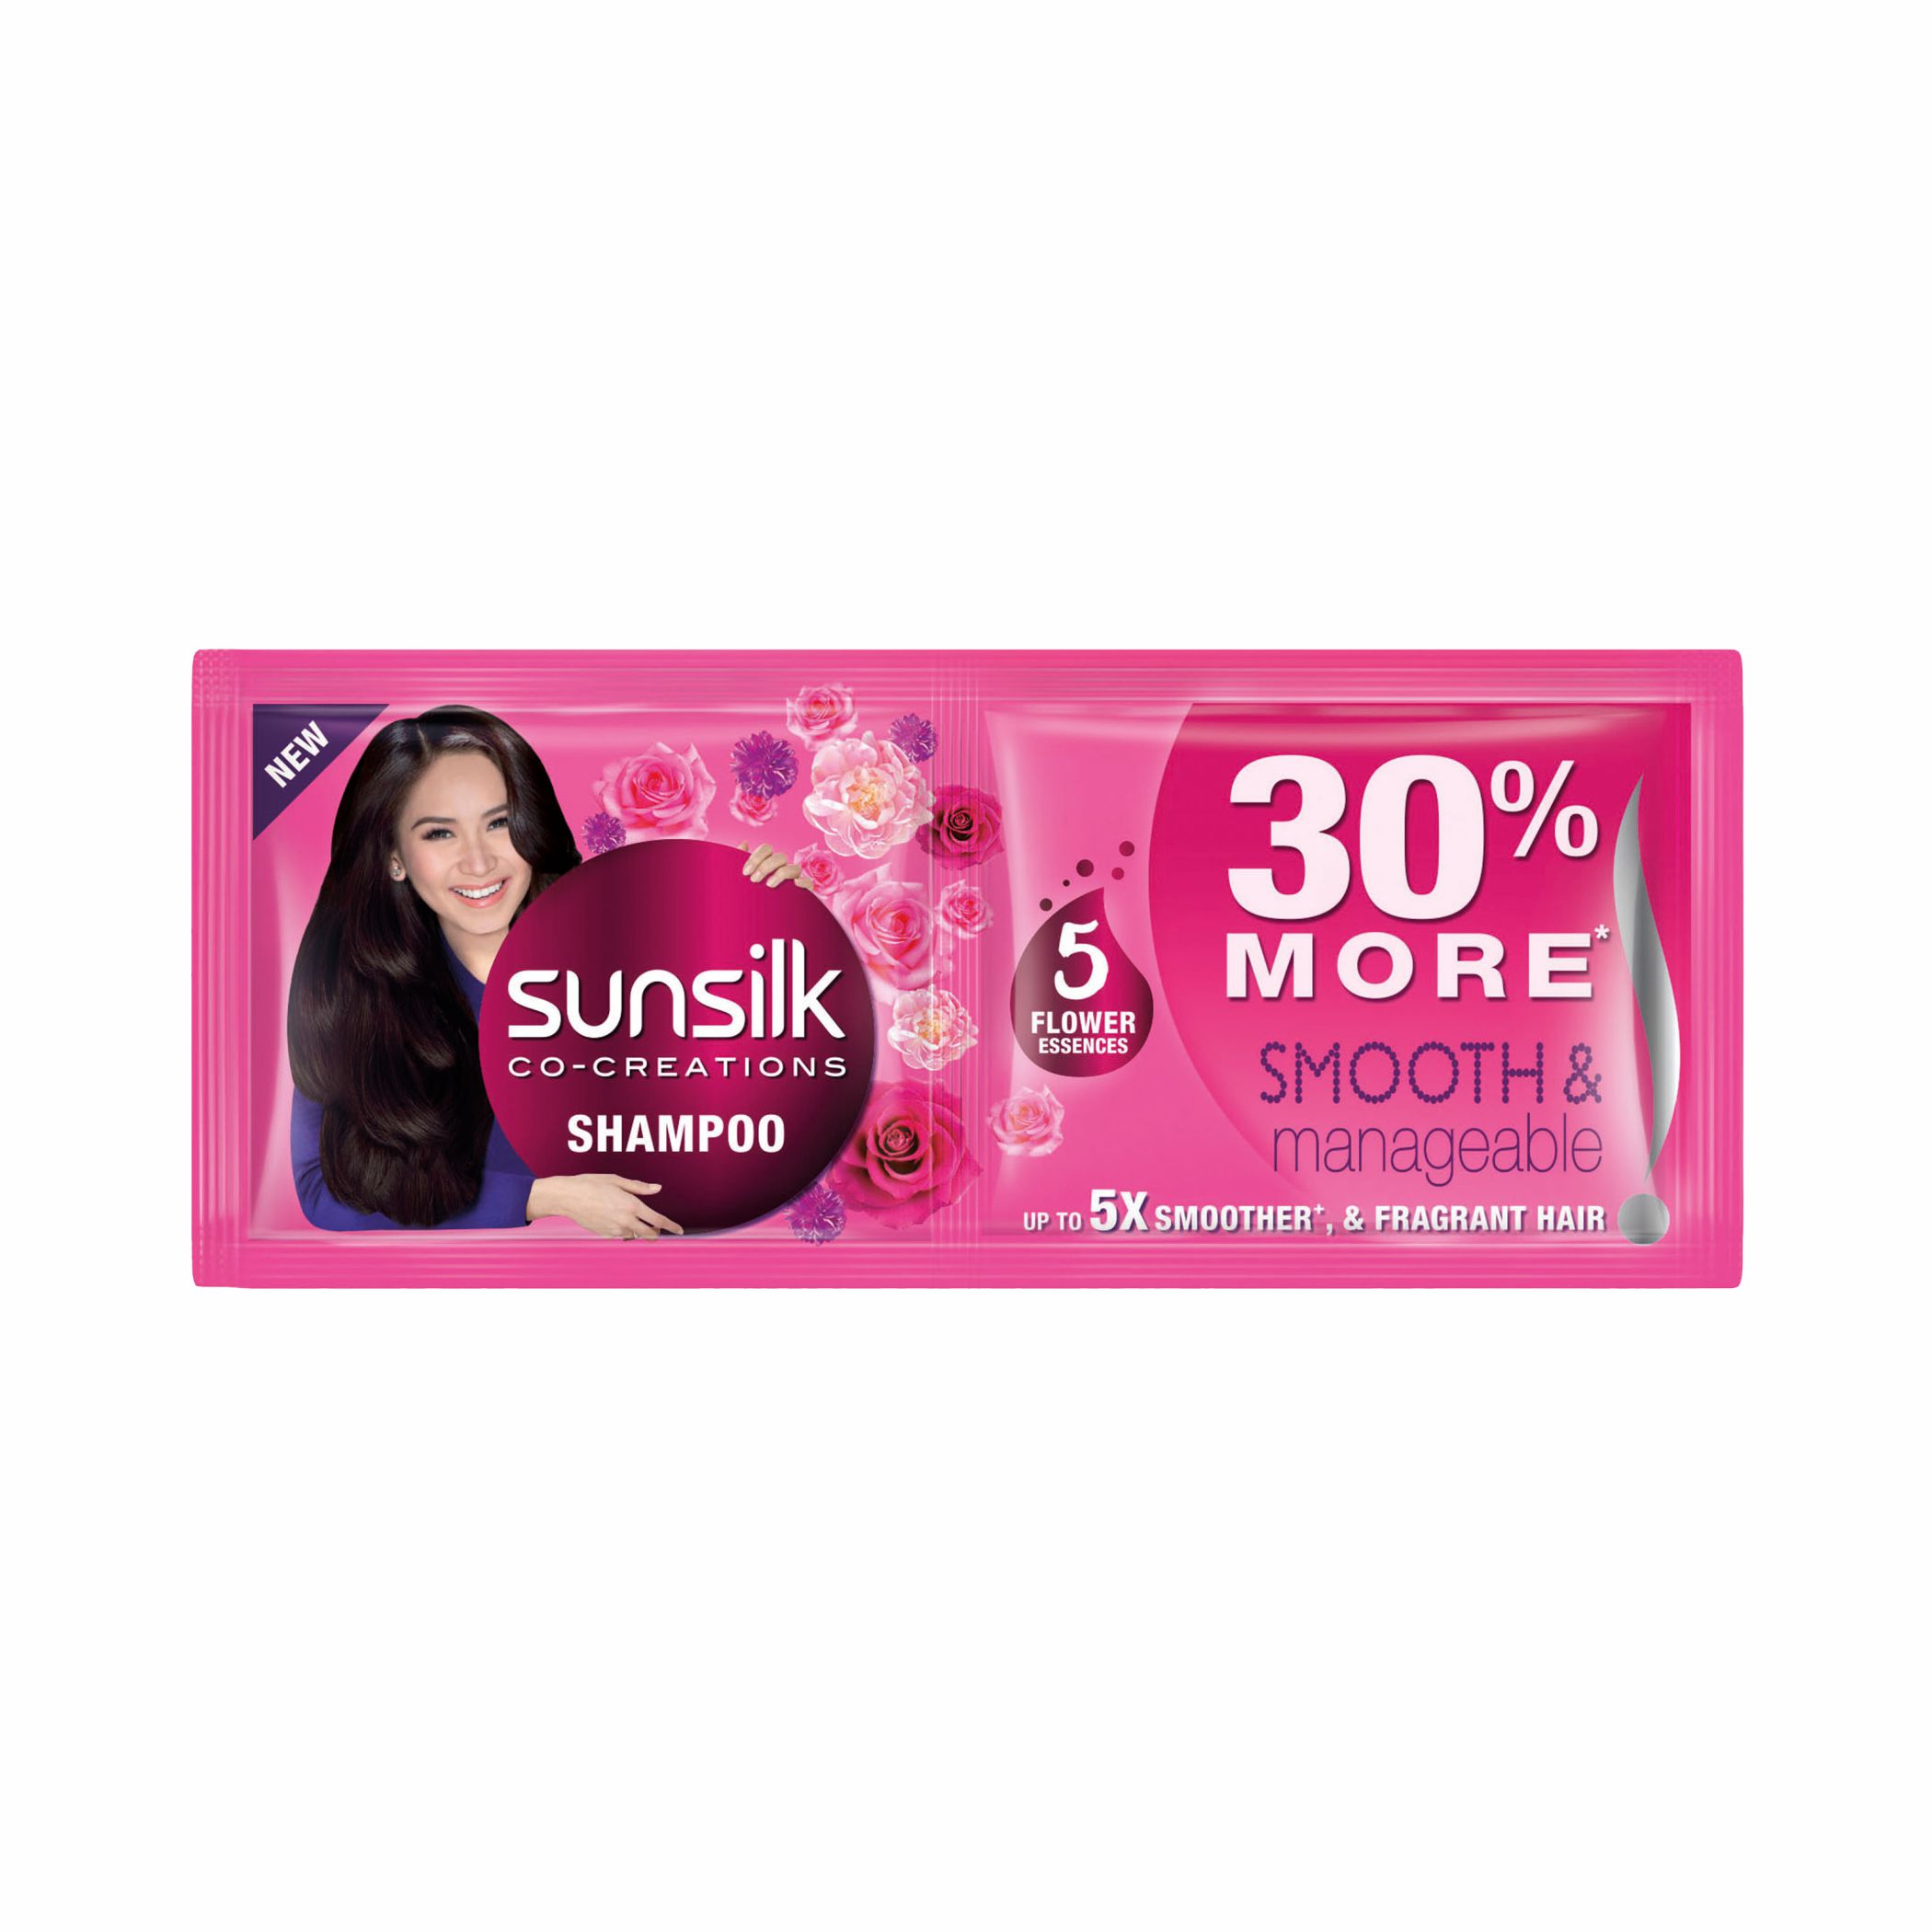 NEW
sunsilk
CO-CREATIONS
SHAMPOO
5
FLOWER
ESSENCES
30%
MORE*
SMOOTH &
manageable
UP TO 5X SMOOTHER+, & FRAGRANT HAIR